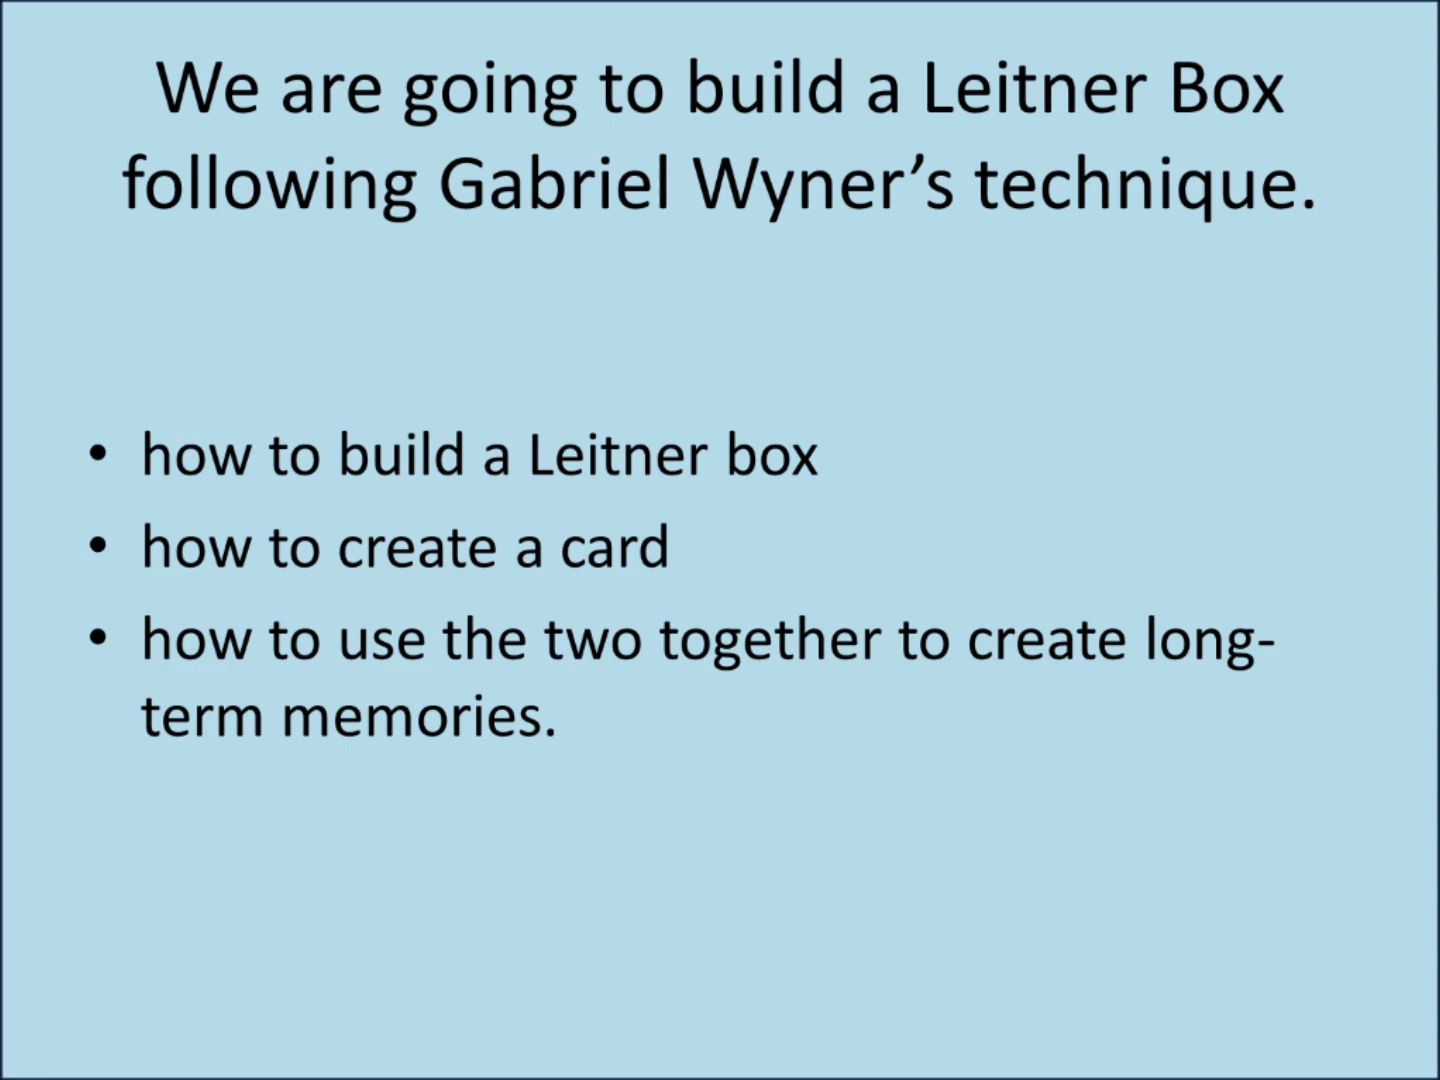 We are going to build a Leitner Box
following Gabriel Wyner’s technique.
• how to build a Leitner box
• how to create a card
• how to use the two together to create long-
term memories.